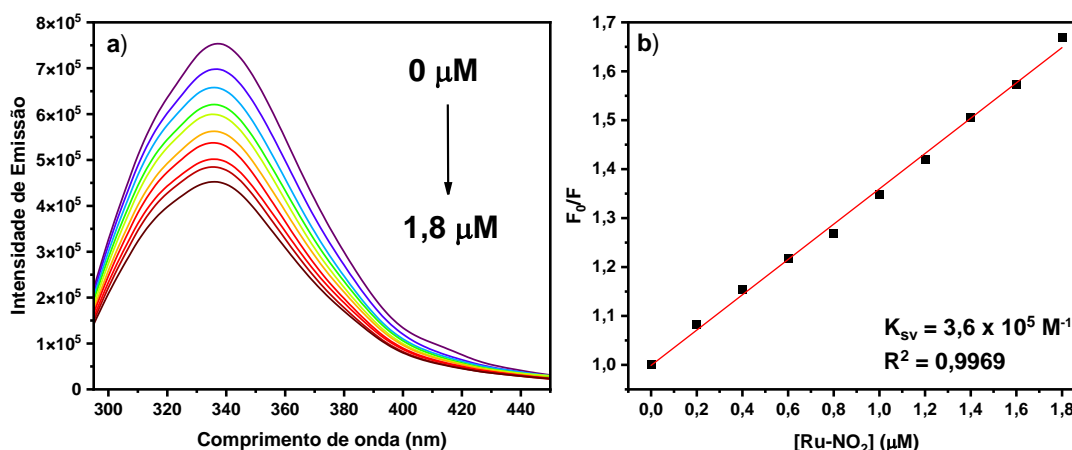 a)
0 μM
1,8 μM
Intensidade de Emissão
8×10⁵
7×10⁵
6×10⁵
5×10⁵
4×10⁵
3×10⁵
2×10⁵
1×10⁵
0
300 320 340 360 380 400 420 440
Comprimento de onda (nm)
b)
F₀/F
1,7
1,6
1,5
1,4
1,3
1,2
1,1
1,0
K_sv = 3,6 x 10⁵ M⁻¹
R² = 0,9969
0,0 0,2 0,4 0,6 0,8 1,0 1,2 1,4 1,6 1,8
[Ru-NO₂] (μM)